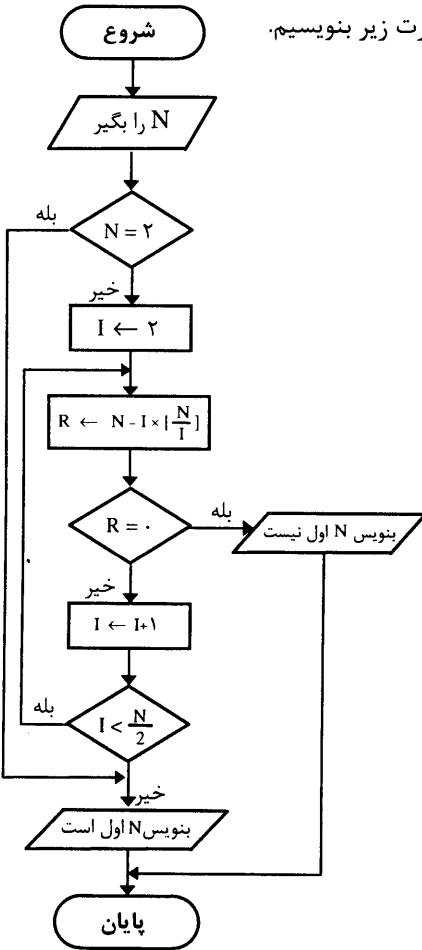 رت زیر بنویسیم.
شروع
N را بگیر
بله
N = ۲
خیر
I ← ۲
R ← N - I × [N/I]
R = ۰
بله
بنویس N اول نیست
خیر
I ← I+۱
بله
I < N/2
خیر
بنویس N اول است
پایان